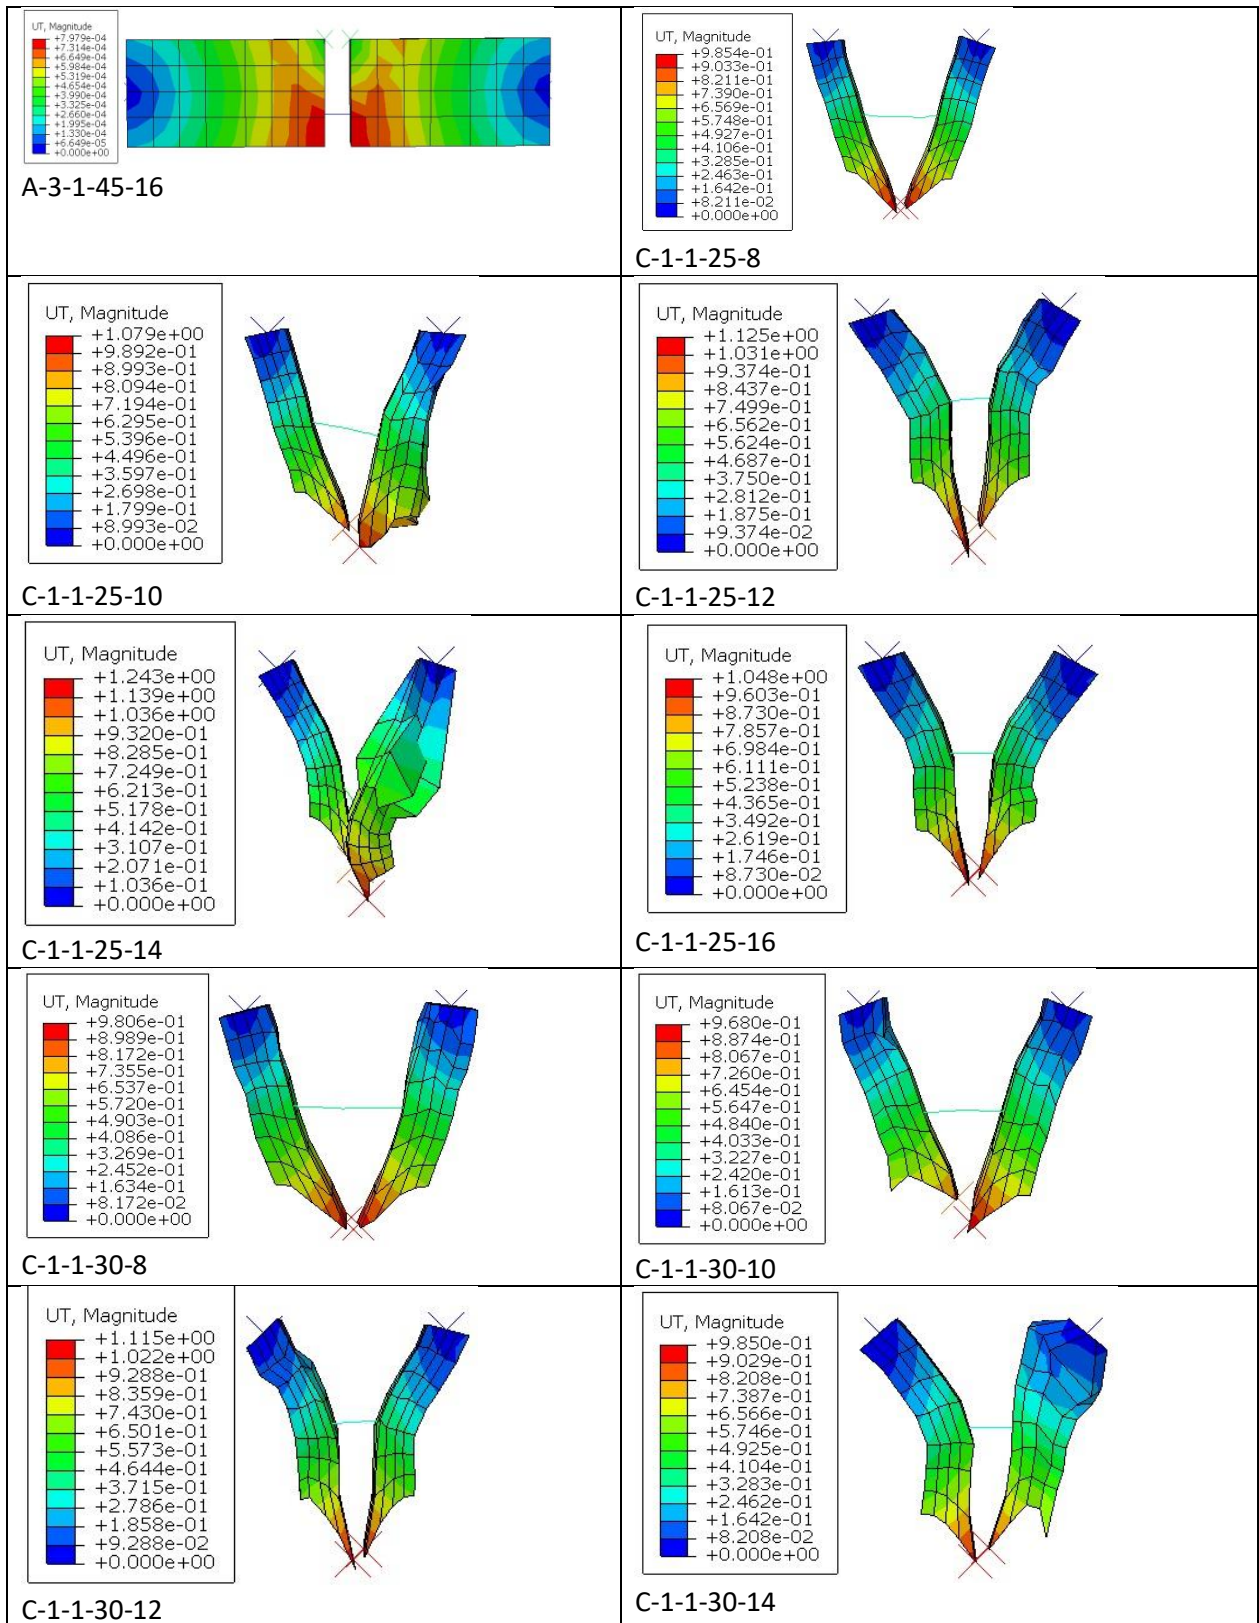 UT, Magnitude
+7.979e-04
+7.314e-04
+6.649e-04
+5.984e-04
+5.319e-04
+4.654e-04
+3.990e-04
+3.325e-04
+2.660e-04
+1.995e-04
+1.330e-04
+6.649e-05
+0.000e+00
A-3-1-45-16
UT, Magnitude
+9.854e-01
+9.033e-01
+8.211e-01
+7.390e-01
+6.569e-01
+5.748e-01
+4.927e-01
+4.106e-01
+3.285e-01
+2.463e-01
+1.642e-01
+8.211e-02
+0.000e+00
C-1-1-25-8
UT, Magnitude
+1.079e+00
+9.892e-01
+8.993e-01
+8.094e-01
+7.194e-01
+6.295e-01
+5.396e-01
+4.496e-01
+3.597e-01
+2.698e-01
+1.799e-01
+8.993e-02
+0.000e+00
C-1-1-25-10
UT, Magnitude
+1.125e+00
+1.031e+00
+9.374e-01
+8.437e-01
+7.499e-01
+6.562e-01
+5.624e-01
+4.687e-01
+3.750e-01
+2.812e-01
+1.875e-01
+9.374e-02
+0.000e+00
C-1-1-25-12
UT, Magnitude
+1.243e+00
+1.139e+00
+1.036e+00
+9.320e-01
+8.285e-01
+7.249e-01
+6.213e-01
+5.178e-01
+4.142e-01
+3.107e-01
+2.071e-01
+1.036e-01
+0.000e+00
C-1-1-25-14
UT, Magnitude
+1.048e+00
+9.603e-01
+8.730e-01
+7.857e-01
+6.984e-01
+6.111e-01
+5.238e-01
+4.365e-01
+3.492e-01
+2.619e-01
+1.746e-01
+8.730e-02
+0.000e+00
C-1-1-25-16
UT, Magnitude
+9.806e-01
+8.989e-01
+8.172e-01
+7.355e-01
+6.537e-01
+5.720e-01
+4.903e-01
+4.086e-01
+3.269e-01
+2.452e-01
+1.634e-01
+8.172e-02
+0.000e+00
C-1-1-30-8
UT, Magnitude
+9.680e-01
+8.874e-01
+8.067e-01
+7.260e-01
+6.454e-01
+5.647e-01
+4.840e-01
+4.033e-01
+3.227e-01
+2.420e-01
+1.613e-01
+8.067e-02
+0.000e+00
C-1-1-30-10
UT, Magnitude
+1.115e+00
+1.022e+00
+9.288e-01
+8.359e-01
+7.430e-01
+6.501e-01
+5.573e-01
+4.644e-01
+3.715e-01
+2.786e-01
+1.858e-01
+9.288e-02
+0.000e+00
C-1-1-30-12
UT, Magnitude
+9.850e-01
+9.029e-01
+8.208e-01
+7.387e-01
+6.566e-01
+5.746e-01
+4.925e-01
+4.104e-01
+3.283e-01
+2.462e-01
+1.642e-01
+8.208e-02
+0.000e+00
C-1-1-30-14